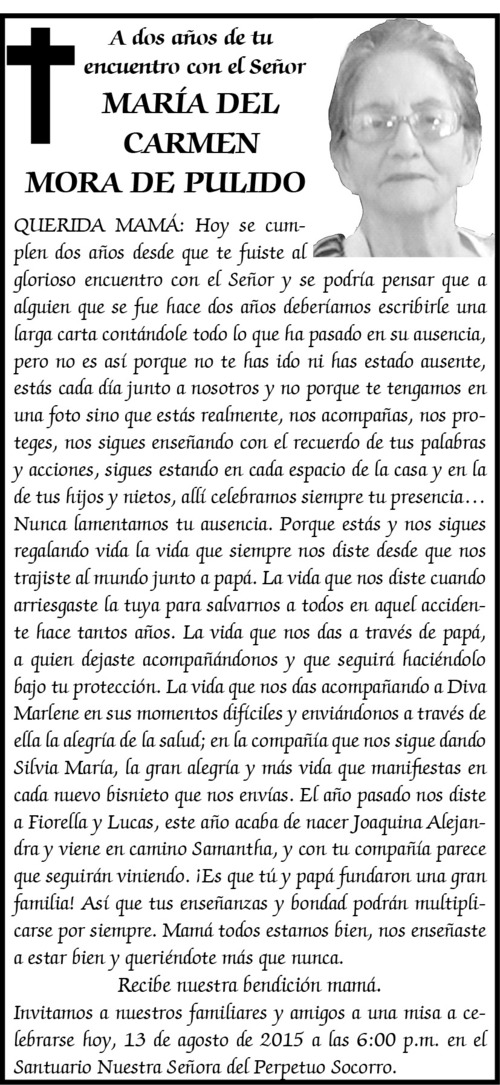 A dos años de tu
encuentro con el Señor
MARÍA DEL
CARMEN
MORA DE PULIDO
QUERIDA MAMÁ: Hoy se cum-
plen dos años desde que te fuiste al
glorioso encuentro con el Señor y se podría pensar que a
alguien que se fue hace dos años deberíamos escribirle una
larga carta contándole todo lo que ha pasado en su ausencia,
pero no es así porque no te has ido ni has estado ausente,
estás cada día junto a nosotros y no porque te tengamos en
una foto sino que estás realmente, nos acompañas, nos pro-
teges, nos sigues enseñando con el recuerdo de tus palabras
y acciones, sigues estando en cada espacio de la casa y en la
de tus hijos y nietos, allí celebramos siempre tu presencia…
Nunca lamentamos tu ausencia. Porque estás y nos sigues
regalando vida la vida que siempre nos diste desde que nos
trajiste al mundo junto a papá. La vida que nos diste cuando
arriesgaste la tuya para salvarnos a todos en aquel acciden-
te hace tantos años. La vida que nos das a través de papá,
a quien dejaste acompañándonos y que seguirá haciéndolo
bajo tu protección. La vida que nos das acompañando a Diva
Marlene en sus momentos difíciles y enviándonos a través de
ella la alegría de la salud; en la compañía que nos sigue dando
Silvia María, la gran alegría y más vida que manifiestas en
cada nuevo bisnieto que nos envías. El año pasado nos diste
a Fiorella y Lucas, este año acaba de nacer Joaquina Alejan-
dra y viene en camino Samantha, y con tu compañía parece
que seguirán viniendo. ¡Es que tú y papá fundaron una gran
familia! Así que tus enseñanzas y bondad podrán multipli-
carse por siempre. Mamá todos estamos bien, nos enseñaste
a estar bien y queriéndote más que nunca.
Recibe nuestra bendición mamá.
Invitamos a nuestros familiares y amigos a una misa a ce-
lebrarse hoy, 13 de agosto de 2015 a las 6:00 p.m. en el
Santuario Nuestra Señora del Perpetuo Socorro.